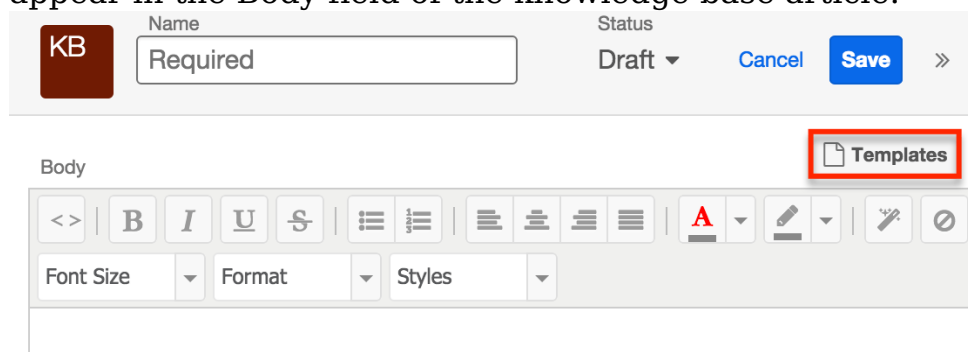 appear in the Body field of the knowledge base article.
KB
Name
Required
Status
Draft
Cancel
Save
»
Templates
Body
<> B I U S A
Font Size Format Styles